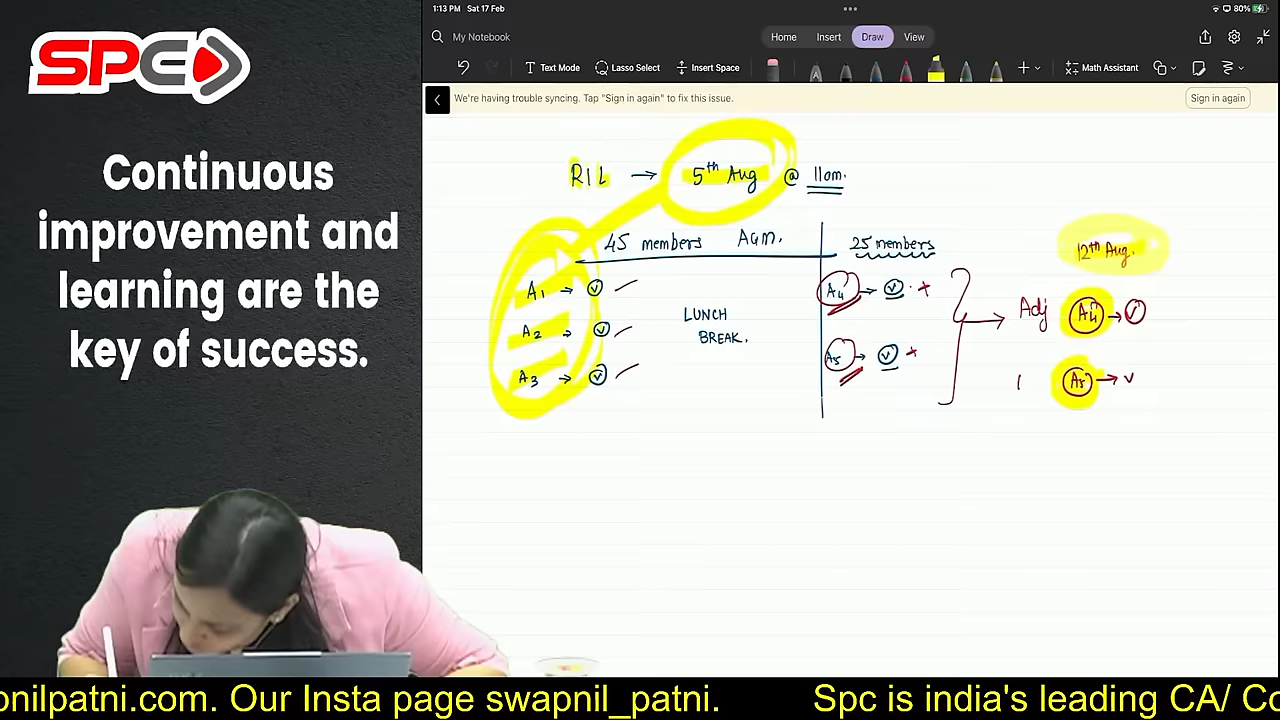 SPC
Continuous
improvement and
learning are the
key of success.
1:13 PM Sat 17 Feb
80%
My Notebook
Home Insert Draw View
Text Mode Lasso Select Insert Space Math Assistant
We're having trouble syncing. Tap "Sign in again" to fix this issue. Sign in again
RIL → 5th Aug @ 11am.
45 members AGM. 25 members 12th Aug.
A1 → V A4 → V Adj A4 → V
LUNCH
A2 → V BREAK.
A3 → V A5 → V A5 → V
onilpatni.com. Our Insta page swapnil_patni. Spc is india's leading CA/ Co